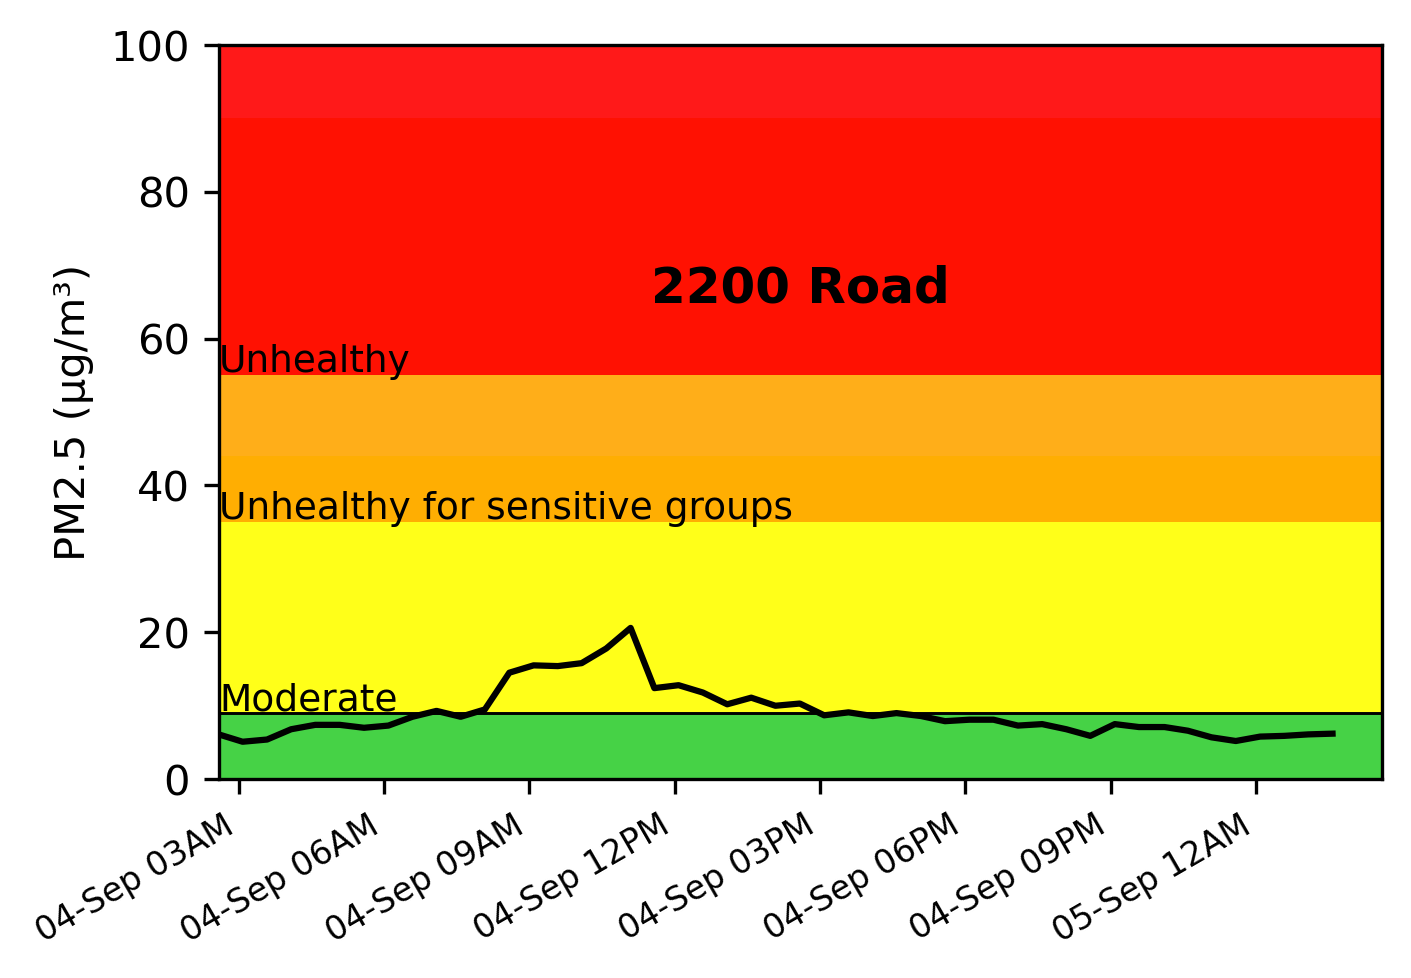 100
80
60
40
20
0
PM2.5 (µg/m³)
2200 Road
Unhealthy
Unhealthy for sensitive groups
Moderate
04-Sep 03AM
04-Sep 06AM
04-Sep 09AM
04-Sep 12PM
04-Sep 03PM
04-Sep 06PM
04-Sep 09PM
05-Sep 12AM